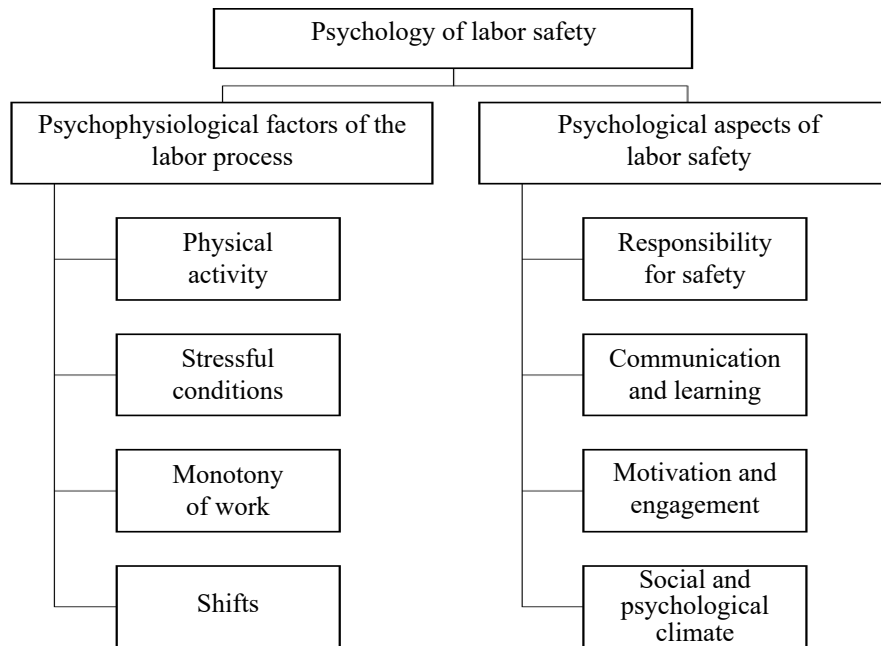 Psychology of labor safety
Psychophysiological factors of the
labor process
Physical
activity
Stressful
conditions
Monotony
of work
Shifts
Psychological aspects of
labor safety
Responsibility
for safety
Communication
and learning
Motivation and
engagement
Social and
psychological
climate